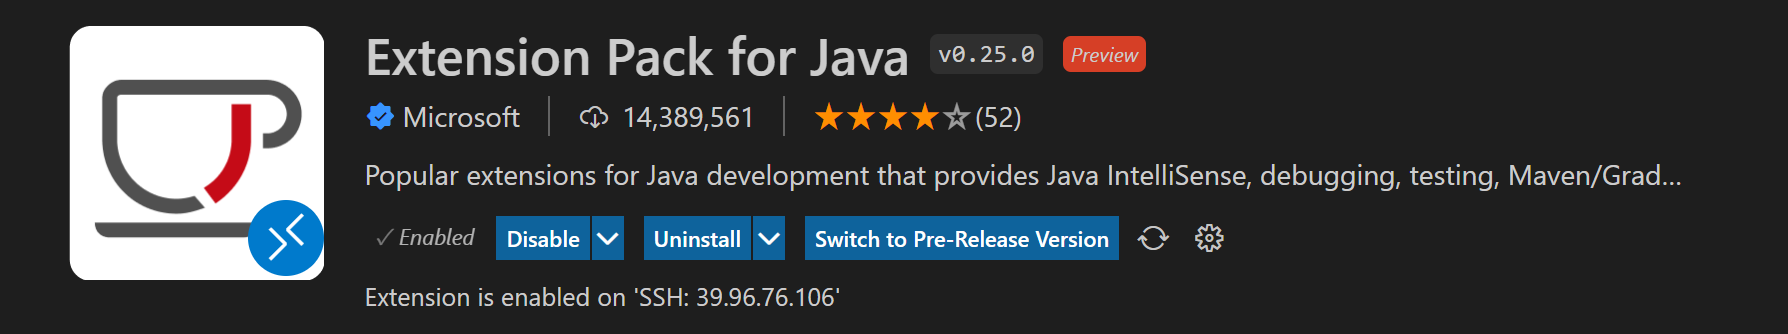 Extension Pack for Java v0.25.0 Preview
Microsoft 14,389,561 (52)
Popular extensions for Java development that provides Java IntelliSense, debugging, testing, Maven/Grad...
Enabled Disable Uninstall Switch to Pre-Release Version
Extension is enabled on 'SSH: 39.96.76.106'